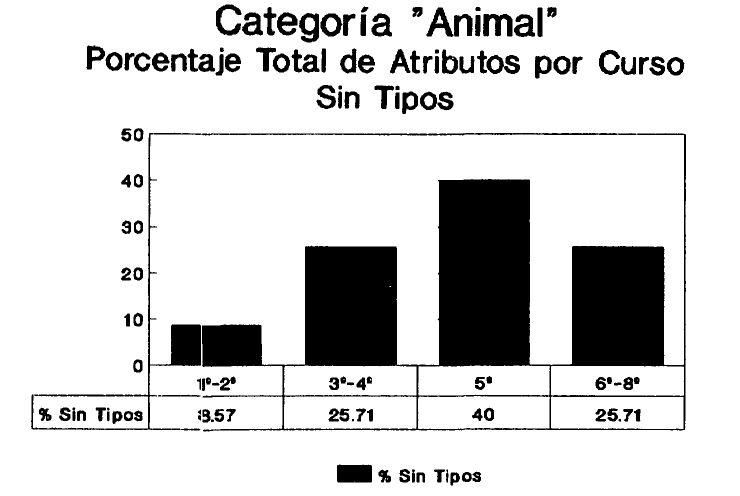 Categoría "Animal"
Porcentaje Total de Atributos por Curso
Sin Tipos
50
40
30
20
10
0
1º-2º 3º-4º 5º 6º-8º
% Sin Tipos 8.57 25.71 40 25.71
% Sin Tipos